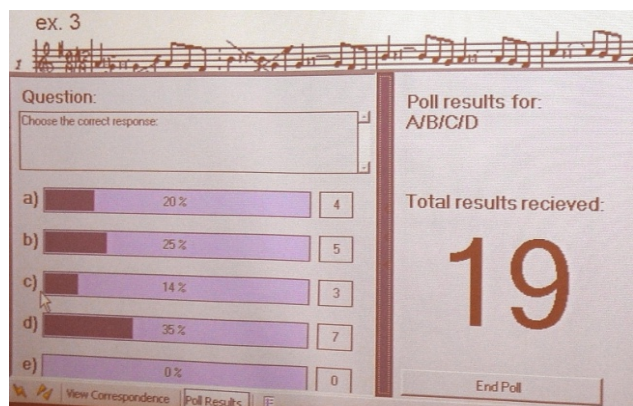 ex. 3
1
Question:
Choose the correct response:
a) 20 % 4
b) 25 % 5
c) 14 % 3
d) 35 % 7
e) 0 % 0
Poll results for:
A/B/C/D
Total results recieved:
19
End Poll
View Correspondence
Poll Results